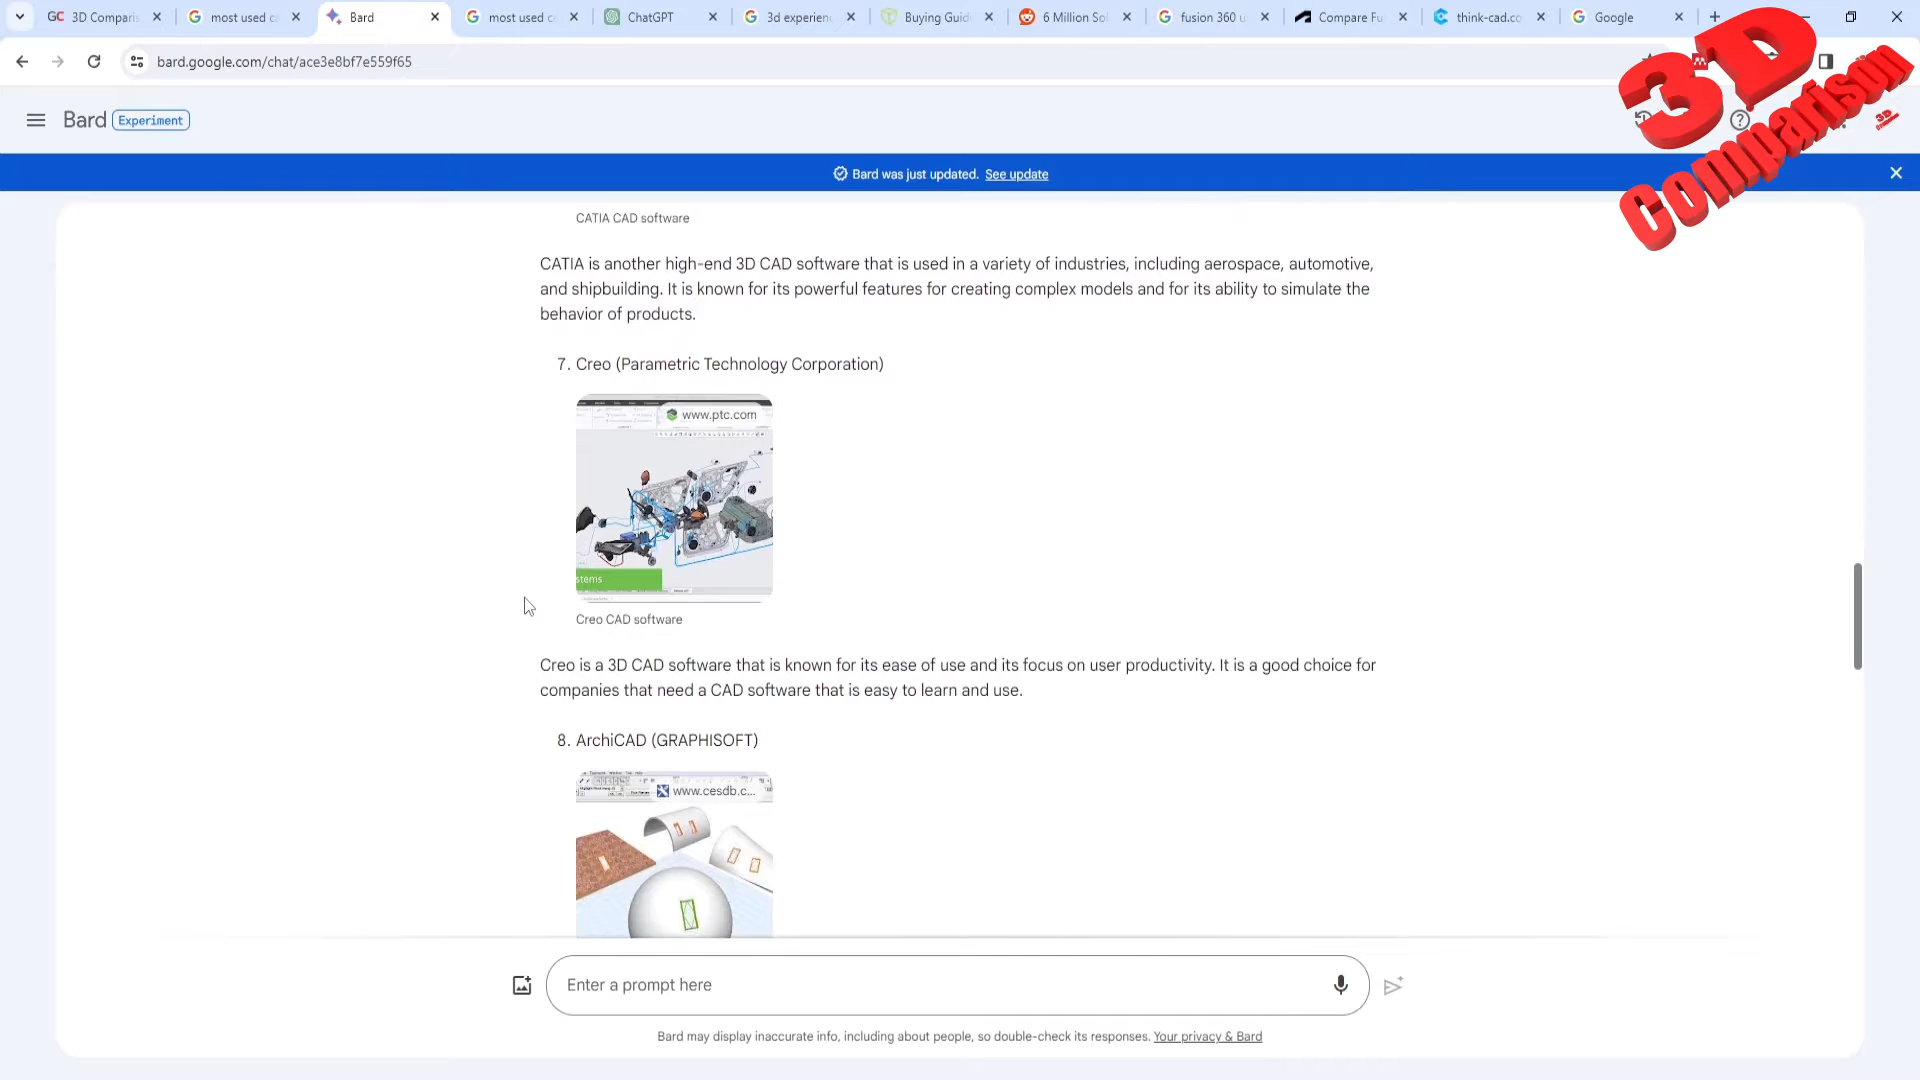 3D Comparis
most used ca
Bard
most used c
ChatGPT
3d experien
Buying Guid
6 Million So
fusion 360 u
Compare Fu
think-cad.co
Google
bard.google.com/chat/ace3e8bf7e559f65
3D
Comparison
Bard Experiment
Bard was just updated. See update
CATIA CAD software
CATIA is another high-end 3D CAD software that is used in a variety of industries, including aerospace, automotive,
and shipbuilding. It is known for its powerful features for creating complex models and for its ability to simulate the
behavior of products.
7. Creo (Parametric Technology Corporation)
www.ptc.com
stems
Creo CAD software
Creo is a 3D CAD software that is known for its ease of use and its focus on user productivity. It is a good choice for
companies that need a CAD software that is easy to learn and use.
8. ArchiCAD (GRAPHISOFT)
www.cesdb.c...
Enter a prompt here
Bard may display inaccurate info, including about people, so double-check its responses. Your privacy & Bard